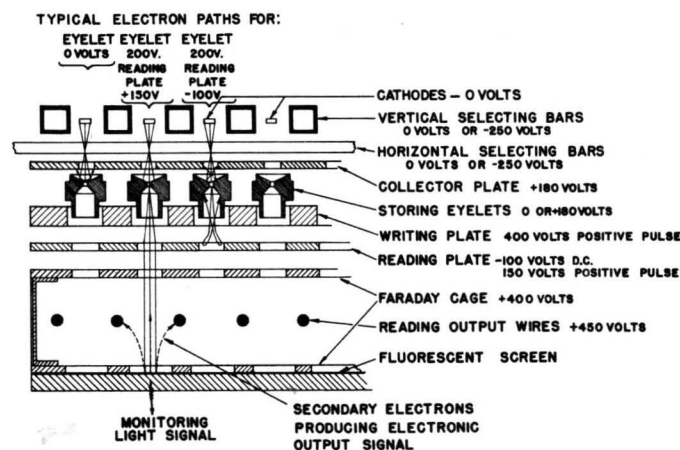 TYPICAL ELECTRON PATHS FOR:
EYELET EYELET EYELET
0 VOLTS 200V. 200V.
READING READING
PLATE PLATE
+150V -100V
CATHODES - 0 VOLTS
VERTICAL SELECTING BARS
0 VOLTS OR -250 VOLTS
HORIZONTAL SELECTING BARS
0 VOLTS OR -250 VOLTS
COLLECTOR PLATE +180 VOLTS
STORING EYELETS 0 OR +180 VOLTS
WRITING PLATE 400 VOLTS POSITIVE PULSE
READING PLATE -100 VOLTS D.C.
150 VOLTS POSITIVE PULSE
FARADAY CAGE +400 VOLTS
READING OUTPUT WIRES +450 VOLTS
FLUORESCENT SCREEN
MONITORING
LIGHT SIGNAL
SECONDARY ELECTRONS
PRODUCING ELECTRONIC
OUTPUT SIGNAL